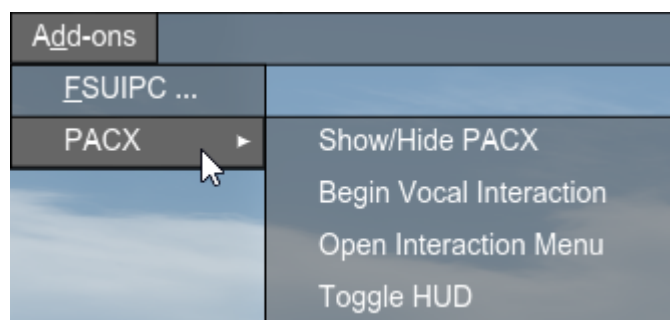 Add-ons
FSUIPC ...
PACX
Show/Hide PACX
Begin Vocal Interaction
Open Interaction Menu
Toggle HUD